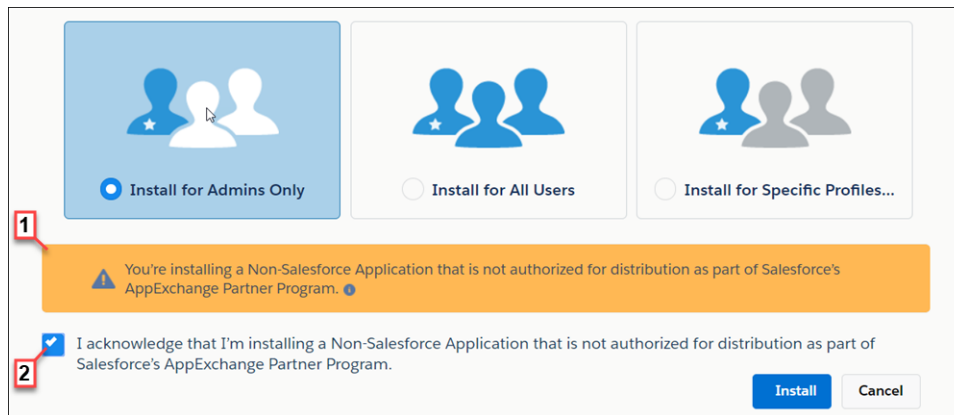 Install for Admins Only
Install for All Users
Install for Specific Profiles...
1
You're installing a Non-Salesforce Application that is not authorized for distribution as part of Salesforce's
AppExchange Partner Program.
2
I acknowledge that I'm installing a Non-Salesforce Application that is not authorized for distribution as part of
Salesforce's AppExchange Partner Program.
Install
Cancel